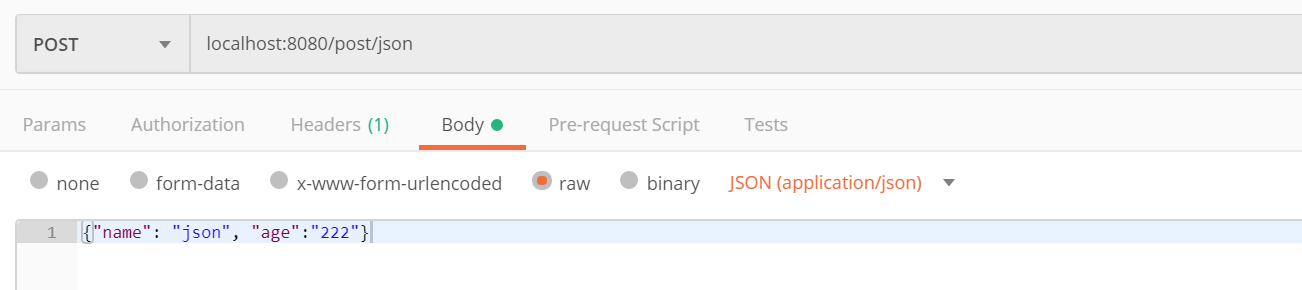 POST localhost:8080/post/json
Params Authorization Headers (1) Body Pre-request Script Tests
none form-data x-www-form-urlencoded raw binary JSON (application/json)
1 {"name": "json", "age":"222"}